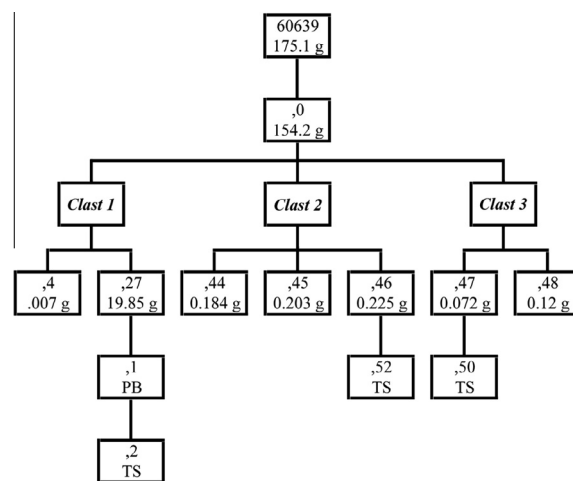 60639
175.1 g
,0
154.2 g
Clast 1
Clast 2
Clast 3
,4
.007 g
,27
19.85 g
,44
0.184 g
,45
0.203 g
,46
0.225 g
,47
0.072 g
,48
0.12 g
,1
PB
,52
TS
,50
TS
,2
TS